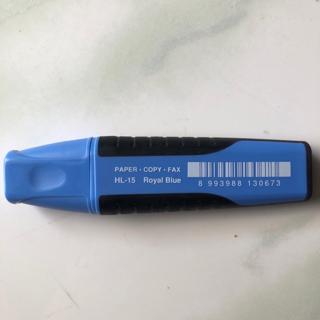 PAPER · COPY · FAX
HL-15 Royal Blue
8 993988 130673